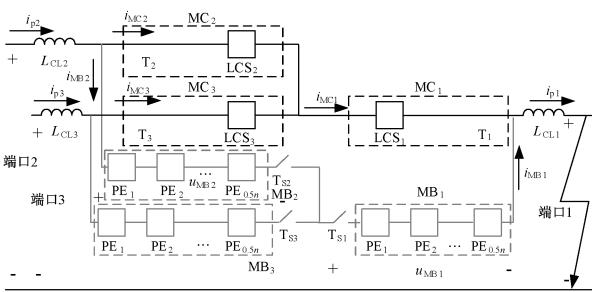 i_p2 i_MC2 MC_2
+ L_CL2 i_MB2 T_2 LCS_2
i_p3 i_MC3 MC_3 i_MC1 MC_1 i_p1
+ L_CL3 T_3 LCS_3 LCS_1 T_1 L_CL1 +
端口2 PE_1 PE_2 ··· u_MB2 PE_0.5n T_S2 MB_2 - i_MB1
端口3 + MB_1 端口1
PE_1 PE_2 ··· PE_0.5n T_S3 T_S1 PE_1 PE_2 ··· PE_0.5n
- - MB_3 + u_MB1 - -